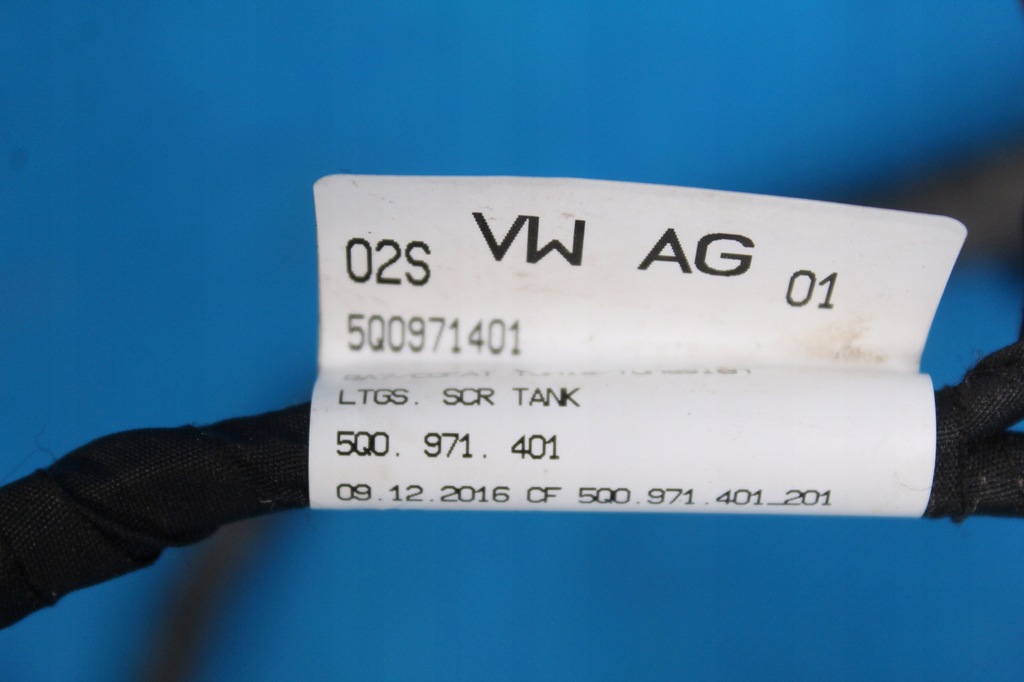 02S VW AG 01
5Q0971401
LTGS. SCR TANK
5Q0. 971. 401
09.12.2016 CF 5Q0.971.401_201